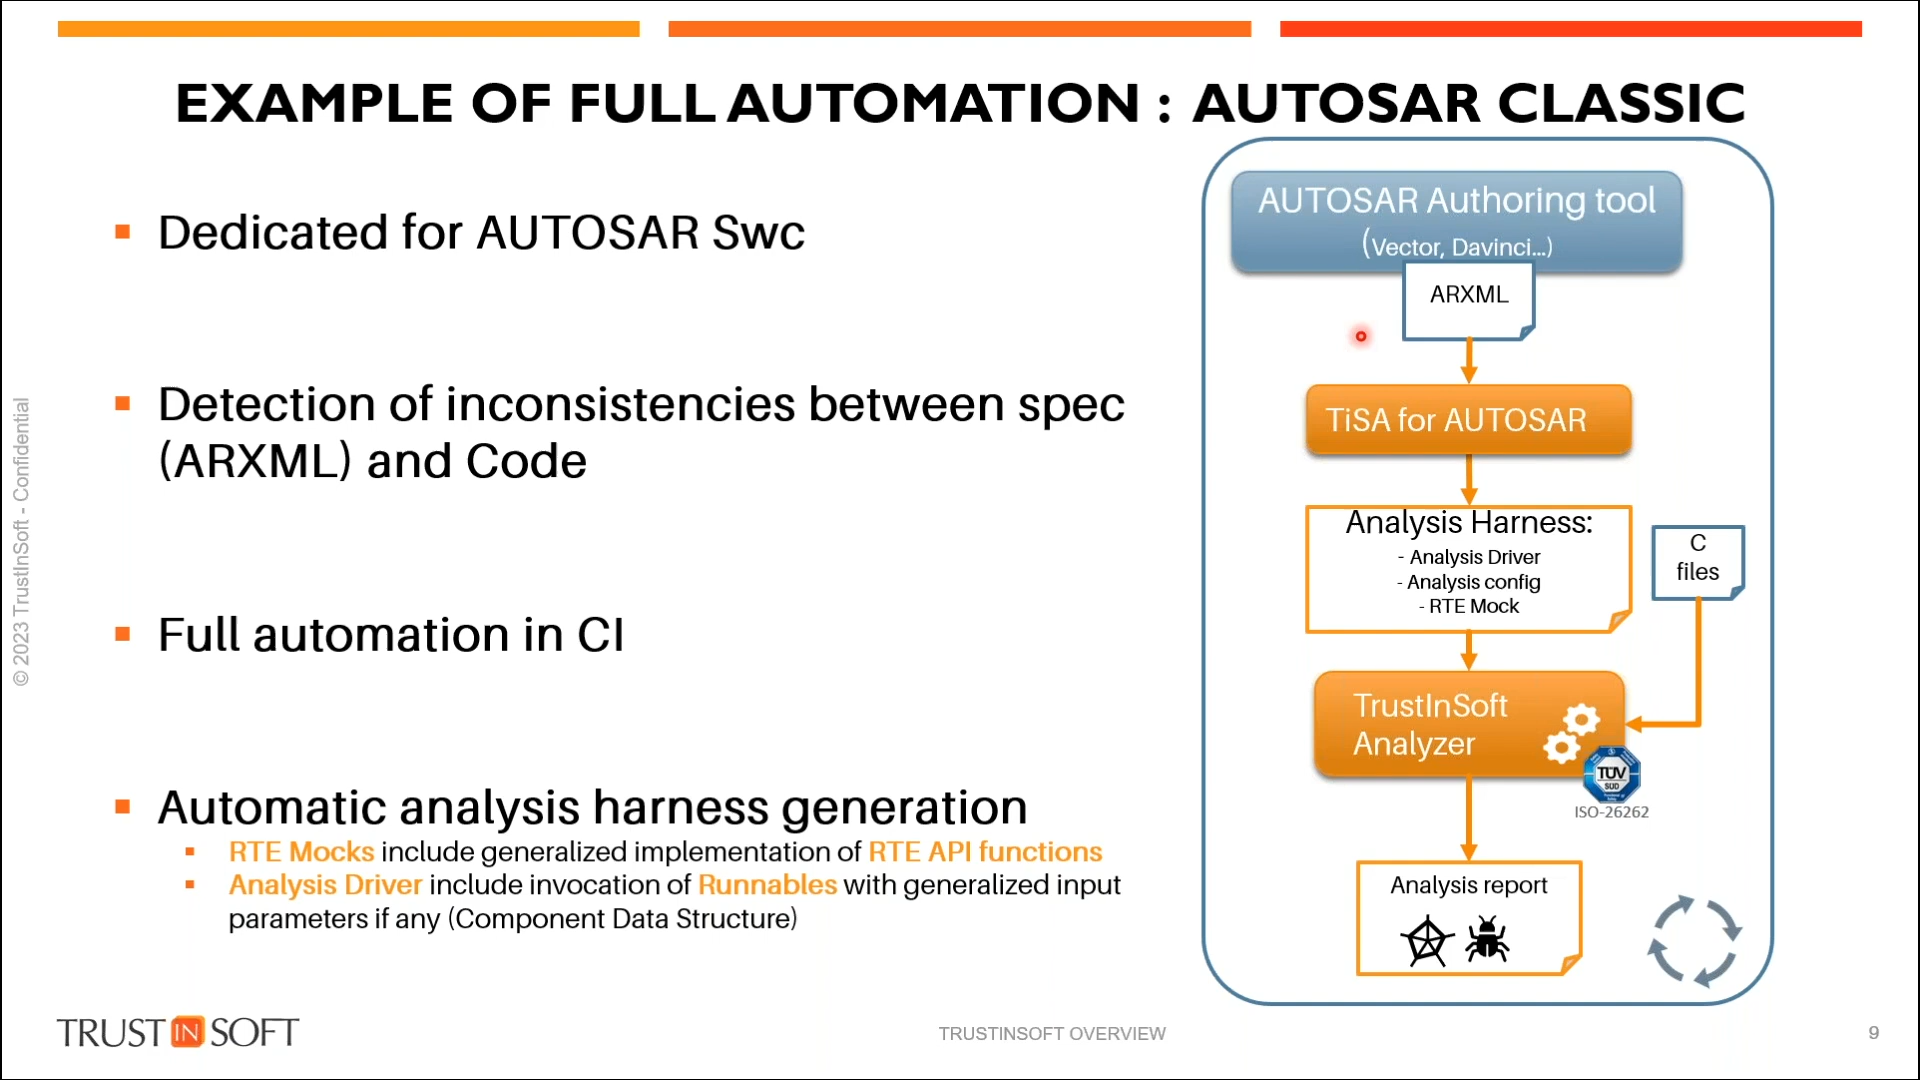 EXAMPLE OF FULL AUTOMATION : AUTOSAR CLASSIC
Dedicated for AUTOSAR Swc
Detection of inconsistencies between spec
(ARXML) and Code
Full automation in CI
Automatic analysis harness generation
RTE Mocks include generalized implementation of RTE API functions
Analysis Driver include invocation of Runnables with generalized input
parameters if any (Component Data Structure)
AUTOSAR Authoring tool
(Vector, Davinci...)
ARXML
TiSA for AUTOSAR
Analysis Harness:
- Analysis Driver
- Analysis config
- RTE Mock
C
files
TrustInSoft
Analyzer
TÜV
SUD
ISO-26262
Analysis report
© 2023 TrustInSoft - Confidential
TRUST IN SOFT
TRUSTINSOFT OVERVIEW
9